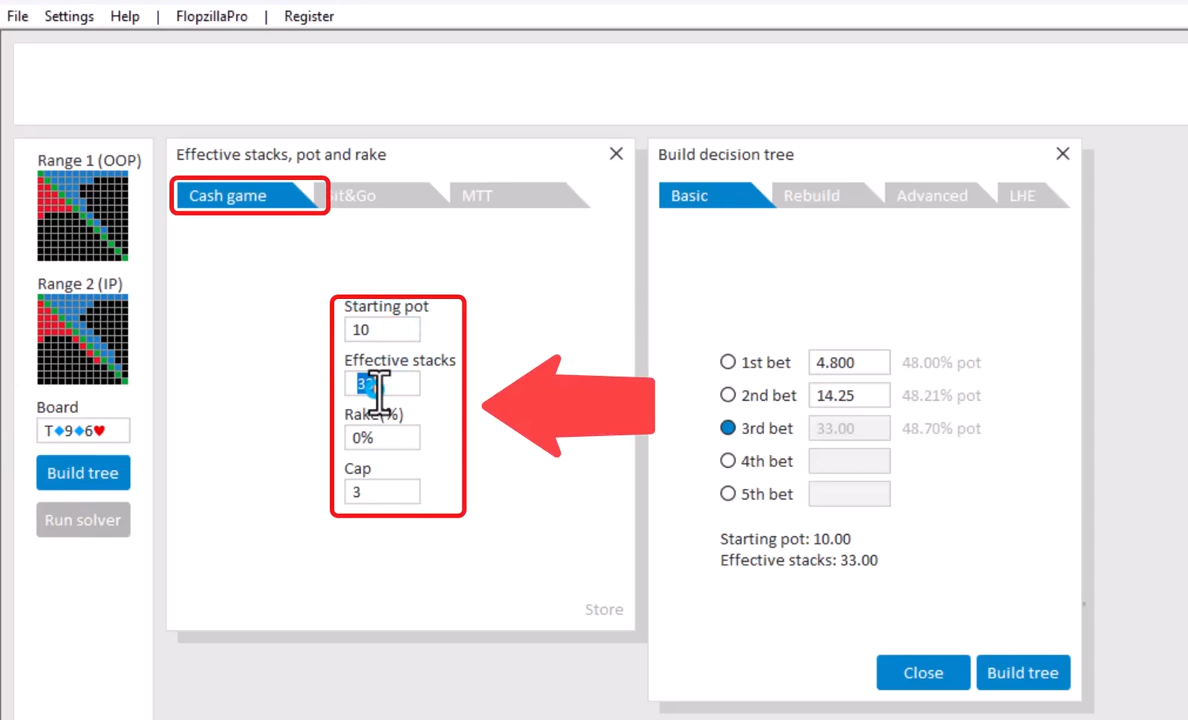 File Settings Help | FlopzillaPro | Register
Range 1 (OOP)
Range 2 (IP)
Board
T♦9♦6♥
Build tree
Run solver
Effective stacks, pot and rake
Cash game
MTT
Starting pot
10
Effective stacks
Rake(%)
0%
Cap
3
Store
Build decision tree
Basic Rebuild Advanced LHE
1st bet 4.800 48.00% pot
2nd bet 14.25 48.21% pot
3rd bet 33.00 48.70% pot
4th bet
5th bet
Starting pot: 10.00
Effective stacks: 33.00
Close Build tree